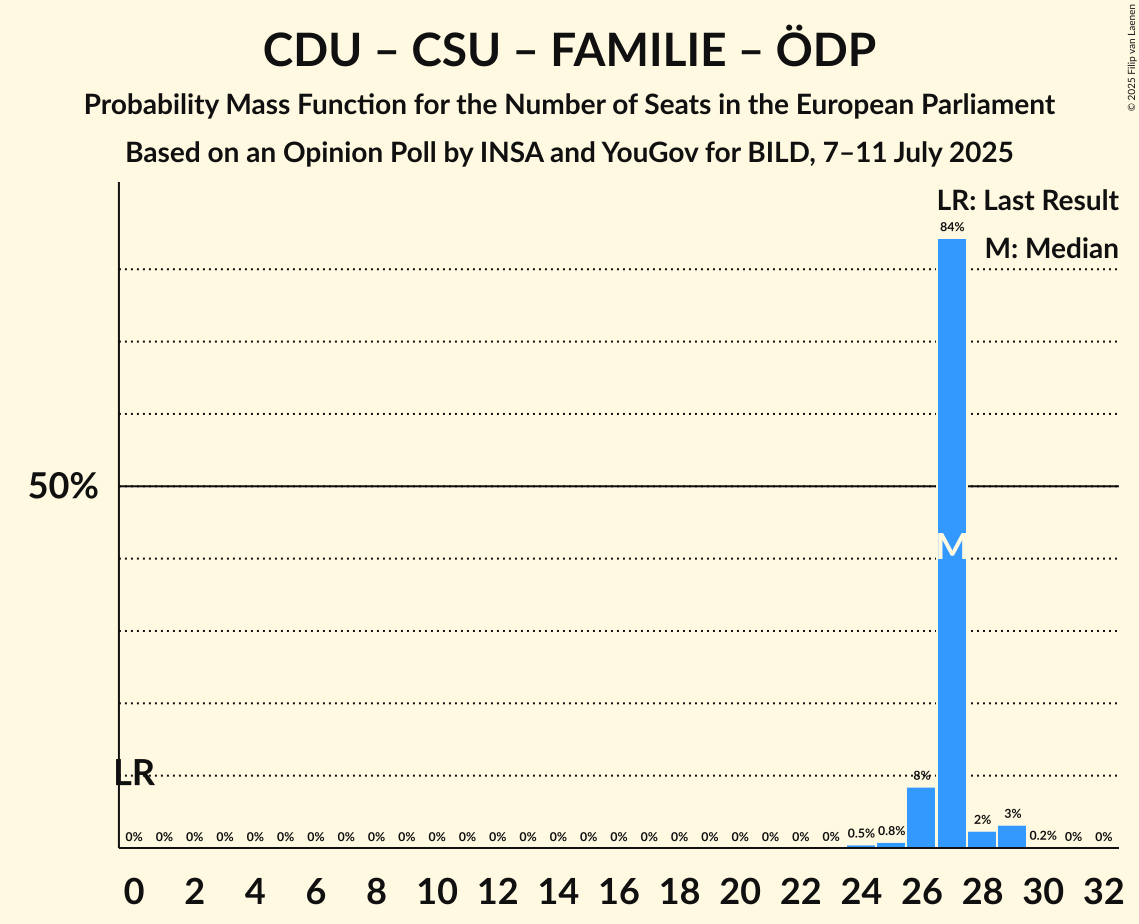 CDU – CSU – FAMILIE – ÖDP
Probability Mass Function for the Number of Seats in the European Parliament
Based on an Opinion Poll by INSA and YouGov for BILD, 7–11 July 2025
© 2025 Filip van Laenen
LR: Last Result
M: Median
84%
50%
M
LR
0% 0% 0% 0% 0% 0% 0% 0% 0% 0% 0% 0% 0% 0% 0% 0% 0% 0% 0% 0% 0% 0% 0% 0% 0.5% 0.8% 8% 2% 3% 0.2% 0% 0%
0 2 4 6 8 10 12 14 16 18 20 22 24 26 28 30 32